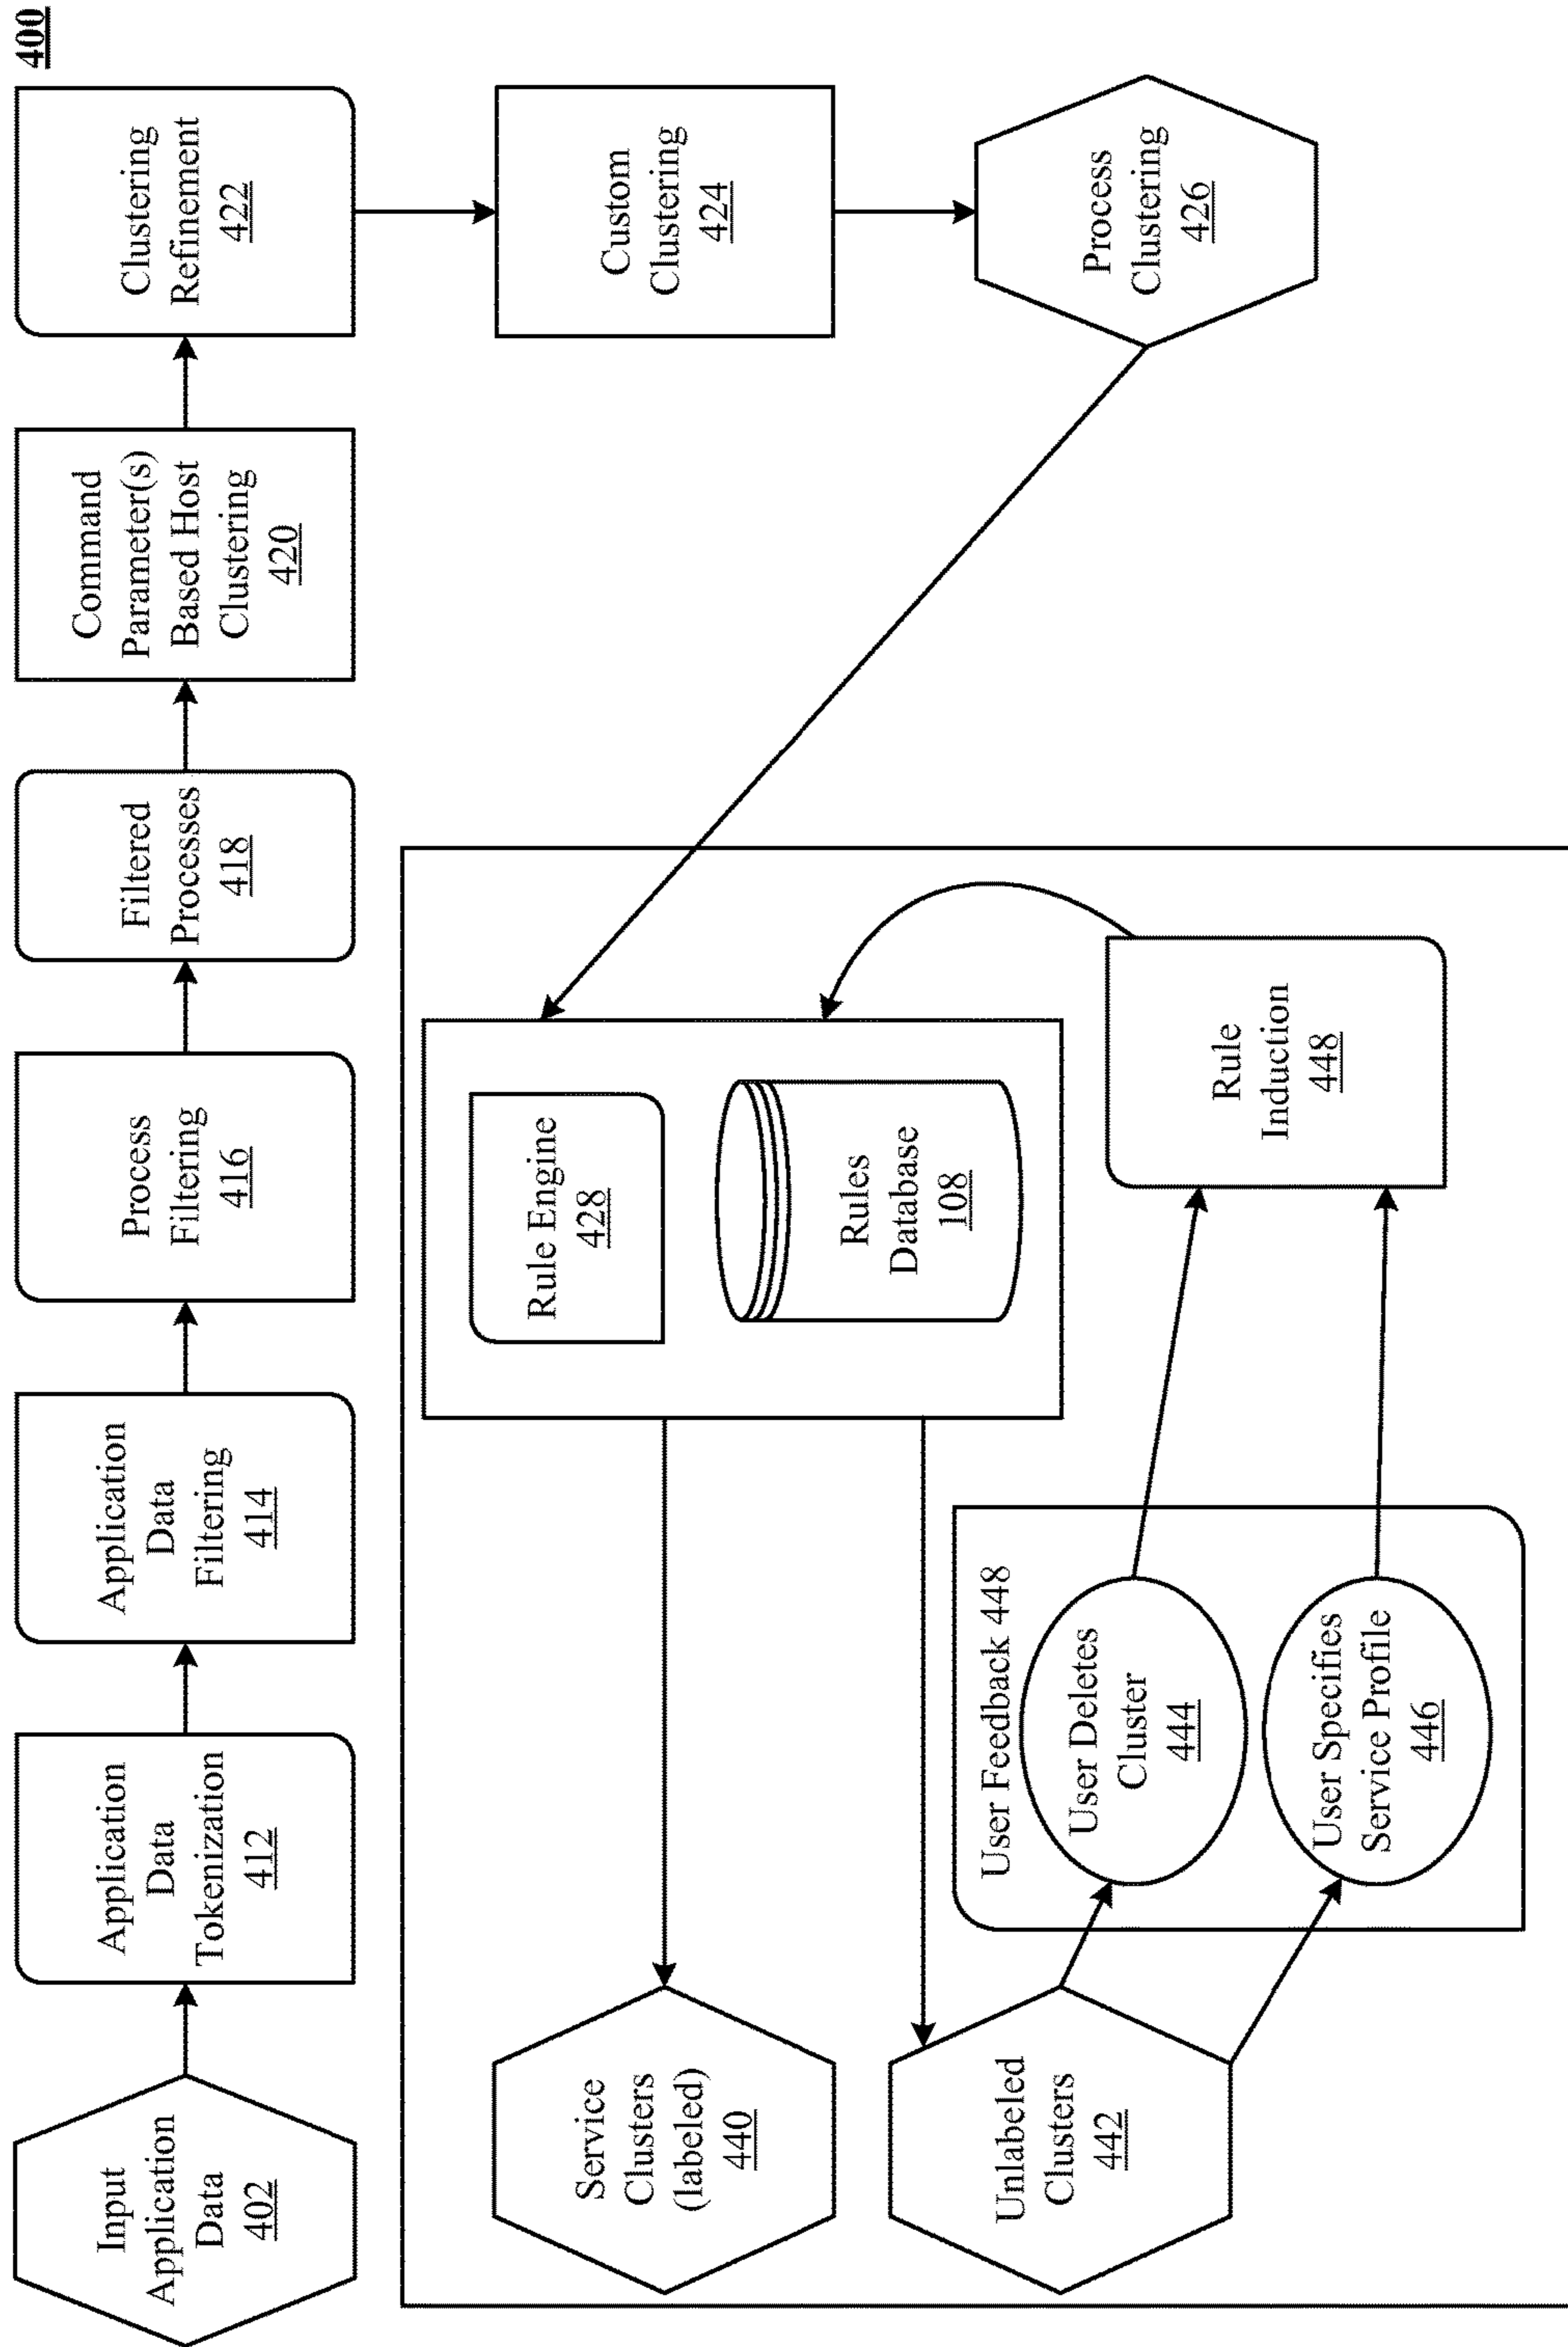 400
Input
Application
Data
402
Application
Data
Tokenization
412
Application
Data
Filtering
414
Process
Filtering
416
Filtered
Processes
418
Command
Parameter(s)
Based Host
Clustering
420
Clustering
Refinement
422
Custom
Clustering
424
Process
Clustering
426
Rule Engine
428
Rules
Database
108
Service
Clusters
(labeled)
440
Unlabeled
Clusters
442
User Feedback 448
User Deletes
Cluster
444
User Specifies
Service Profile
446
Rule
Induction
448